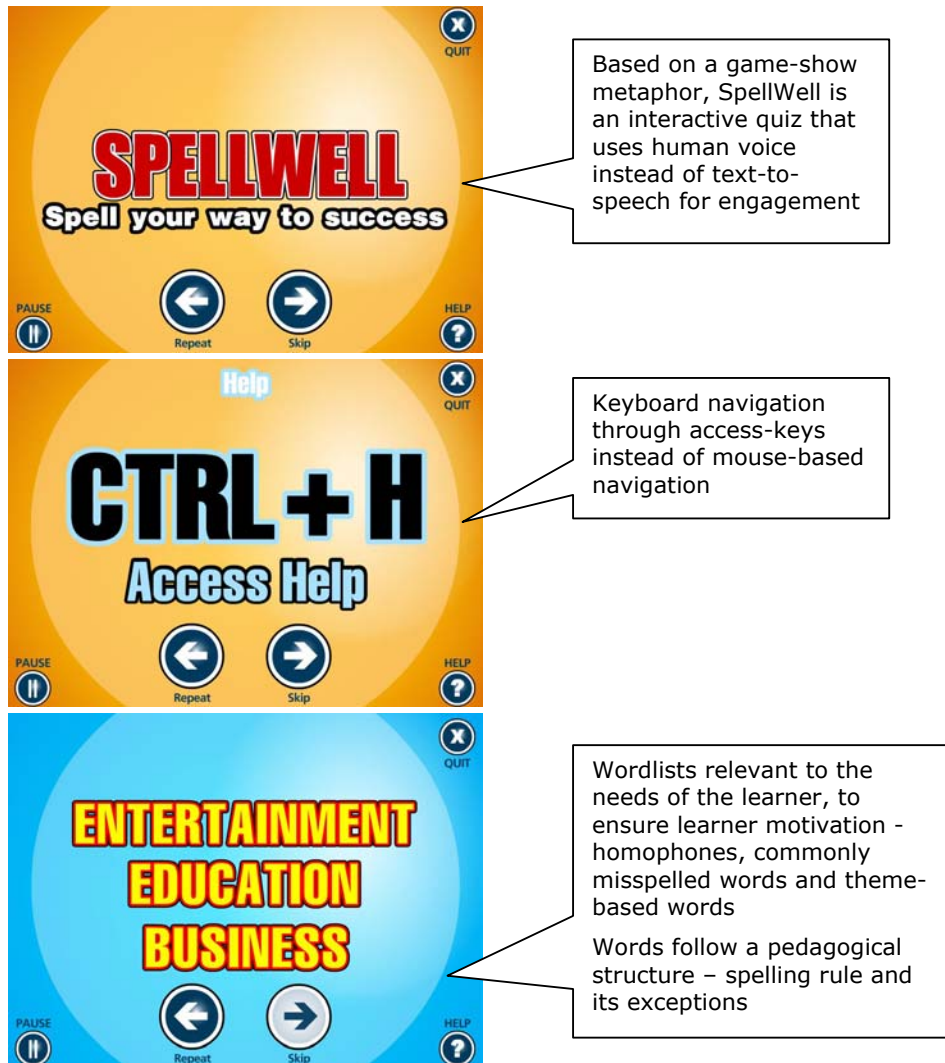 X
QUIT
SPELLWELL
Spell your way to success
PAUSE
HELP
?
Repeat
Skip
Based on a game-show
metaphor, SpellWell is
an interactive quiz that
uses human voice
instead of text-to-
speech for engagement
Help
X
QUIT
CTRL + H
Access Help
PAUSE
HELP
?
Repeat
Skip
Keyboard navigation
through access-keys
instead of mouse-based
navigation
X
QUIT
ENTERTAINMENT
EDUCATION
BUSINESS
PAUSE
HELP
?
Repeat
Skip
Wordlists relevant to the
needs of the learner, to
ensure learner motivation -
homophones, commonly
misspelled words and theme-
based words
Words follow a pedagogical
structure – spelling rule and
its exceptions